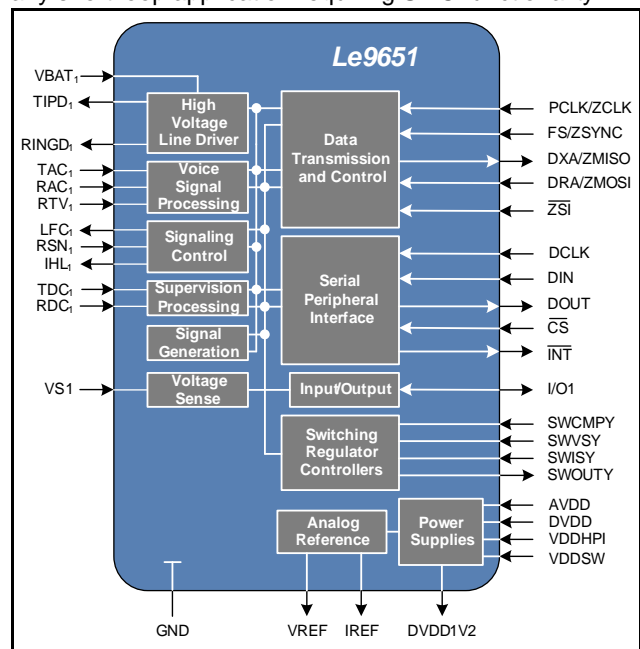 Le9651
VBAT1
TIPD1
RINGD1
TAC1
RAC1
RTV1
LFC1
RSN1
IHL1
TDC1
RDC1
VS1
High
Voltage
Line Driver
Voice
Signal
Processing
Signaling
Control
Supervision
Processing
Signal
Generation
Voltage
Sense
Data
Transmission
and Control
Serial
Peripheral
Interface
Input/Output
Switching
Regulator
Controllers
Analog
Reference
Power
Supplies
PCLK/ZCLK
FS/ZSYNC
DXA/ZMISO
DRA/ZMOSI
ZSI
DCLK
DIN
DOUT
CS
INT
I/O1
SWCMPY
SWVSY
SWISY
SWOUTY
AVDD
DVDD
VDDHPI
VDDSW
GND
VREF
IREF
DVDD1V2